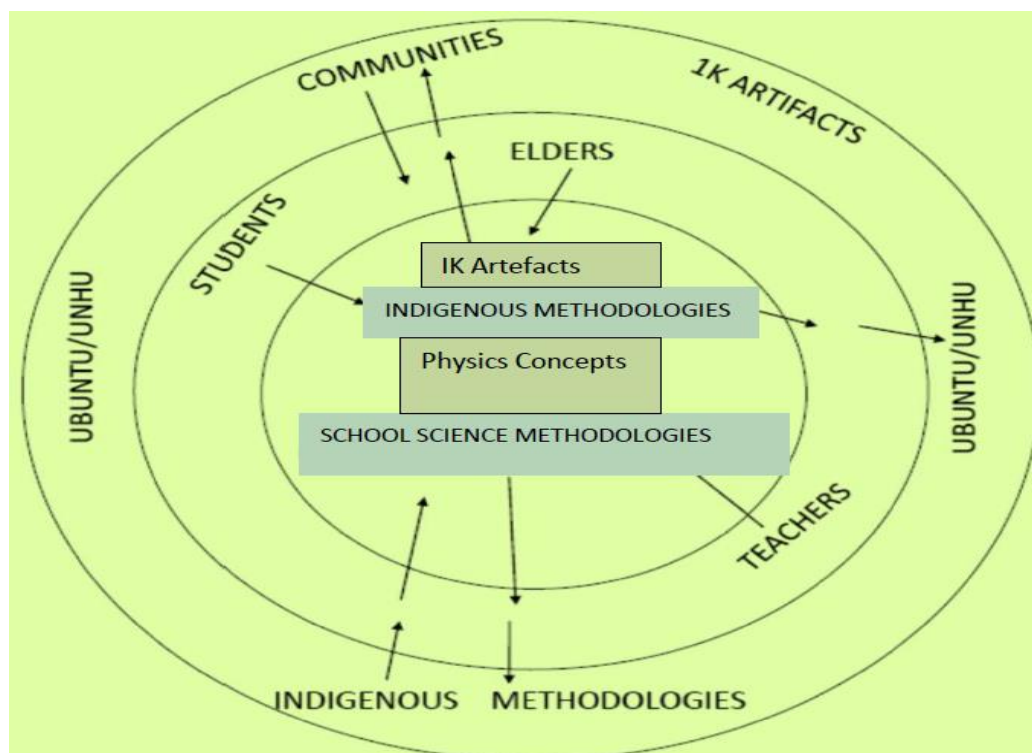 COMMUNITIES
1K ARTIFACTS
ELDERS
STUDENTS
IK Artefacts
INDIGENOUS METHODOLOGIES
UBUNTU/UNHU
UBUNTU/UNHU
Physics Concepts
SCHOOL SCIENCE METHODOLOGIES
TEACHERS
INDIGENOUS METHODOLOGIES